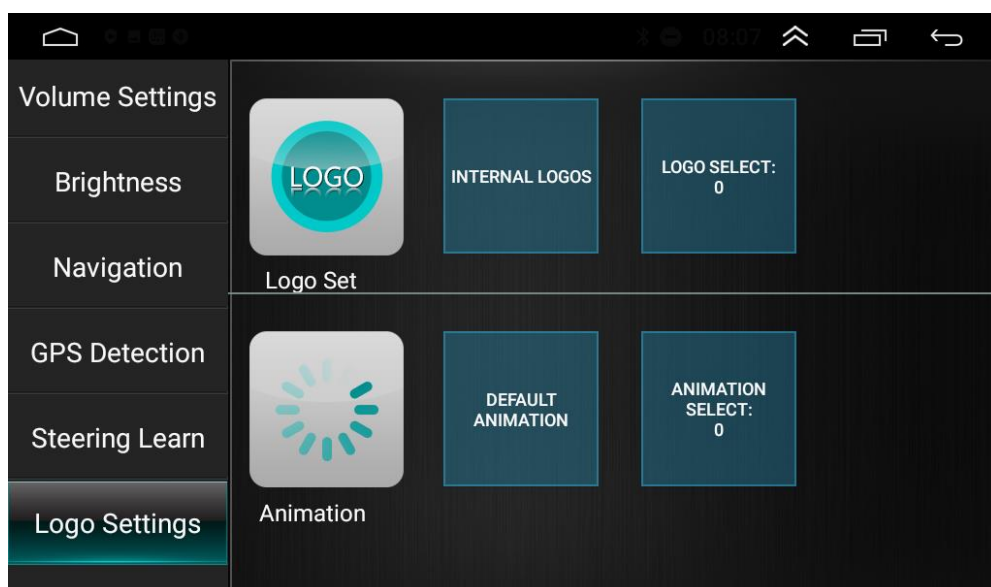 08:07
Volume Settings
Brightness
Navigation
GPS Detection
Steering Learn
Logo Settings
LOGO
Logo Set
INTERNAL LOGOS
LOGO SELECT:
0
Animation
DEFAULT
ANIMATION
ANIMATION
SELECT:
0